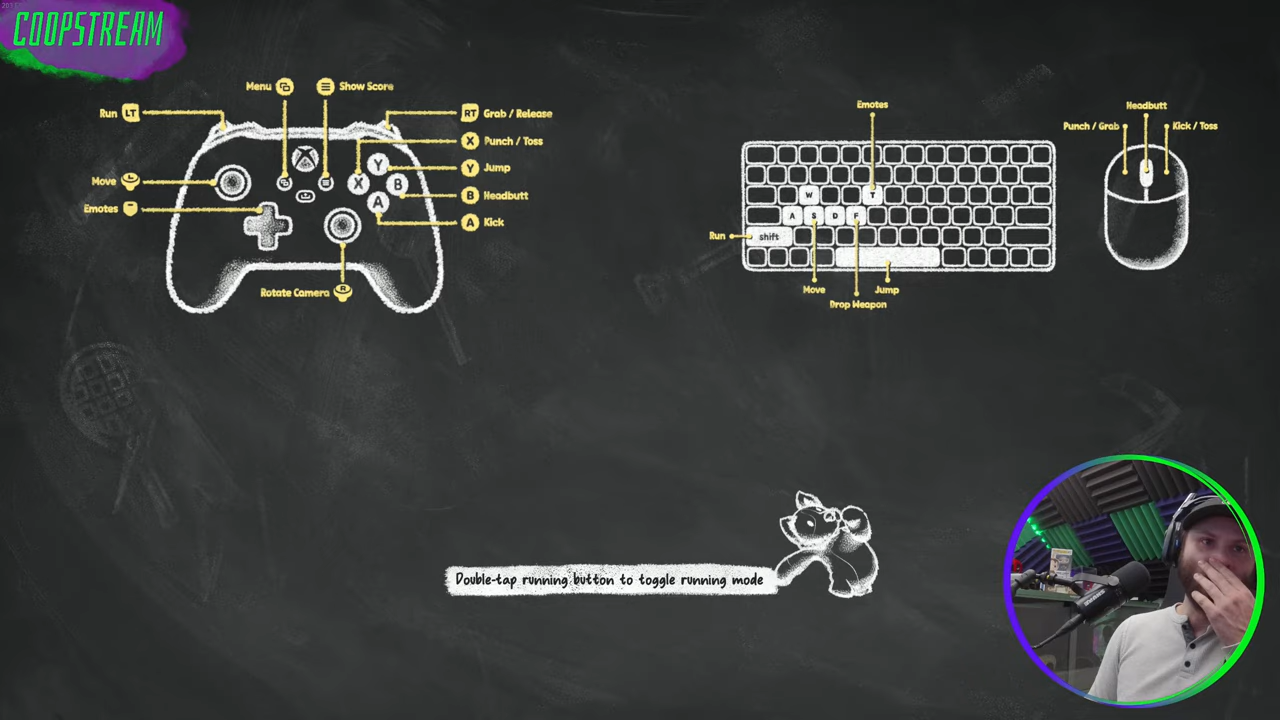 COOPSTREAM
Menu
Show Score
Run LT
RT Grab / Release
X Punch / Toss
Y Jump
Move L
B Headbutt
Emotes
A Kick
Y
X B
A
Rotate Camera R
Emotes
Headbutt
Punch / Grab
Kick / Toss
W T
A S D F
Run shift
Move
Jump
Drop Weapon
Double-tap running button to toggle running mode